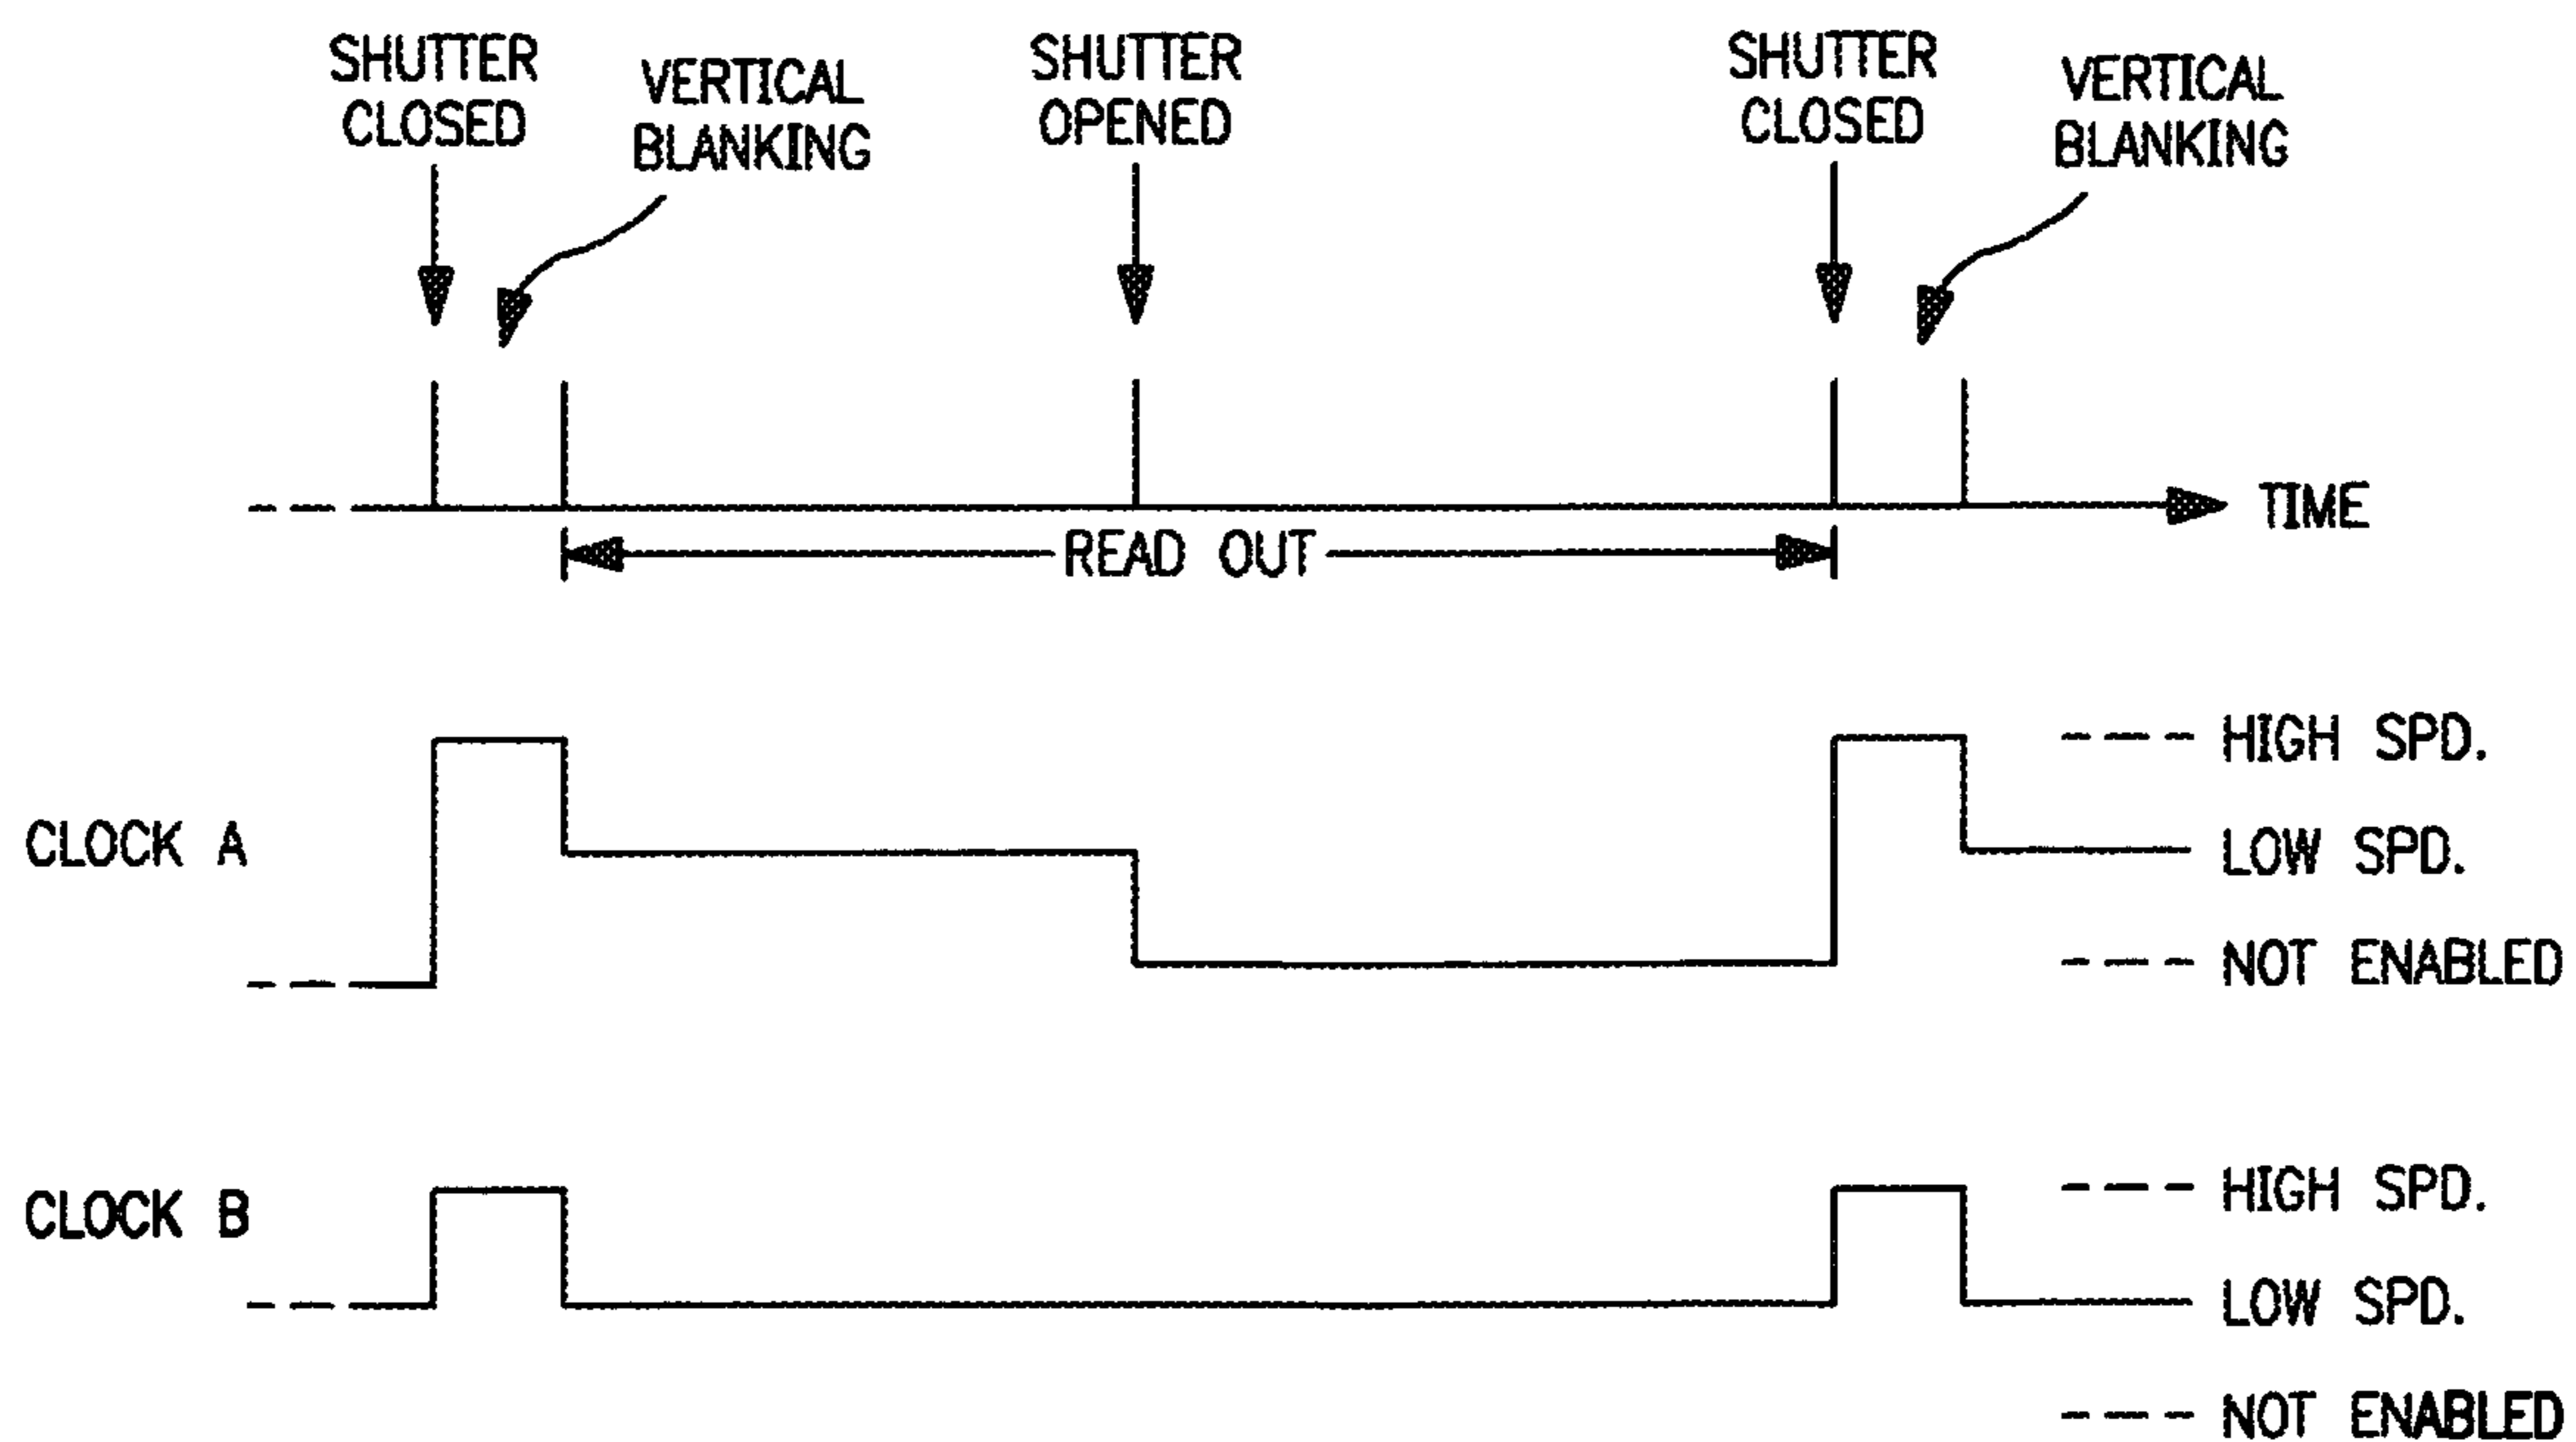 SHUTTER
CLOSED
VERTICAL
BLANKING
SHUTTER
OPENED
SHUTTER
CLOSED
VERTICAL
BLANKING
TIME
READ OUT
HIGH SPD.
CLOCK A
LOW SPD.
NOT ENABLED
CLOCK B
HIGH SPD.
LOW SPD.
NOT ENABLED